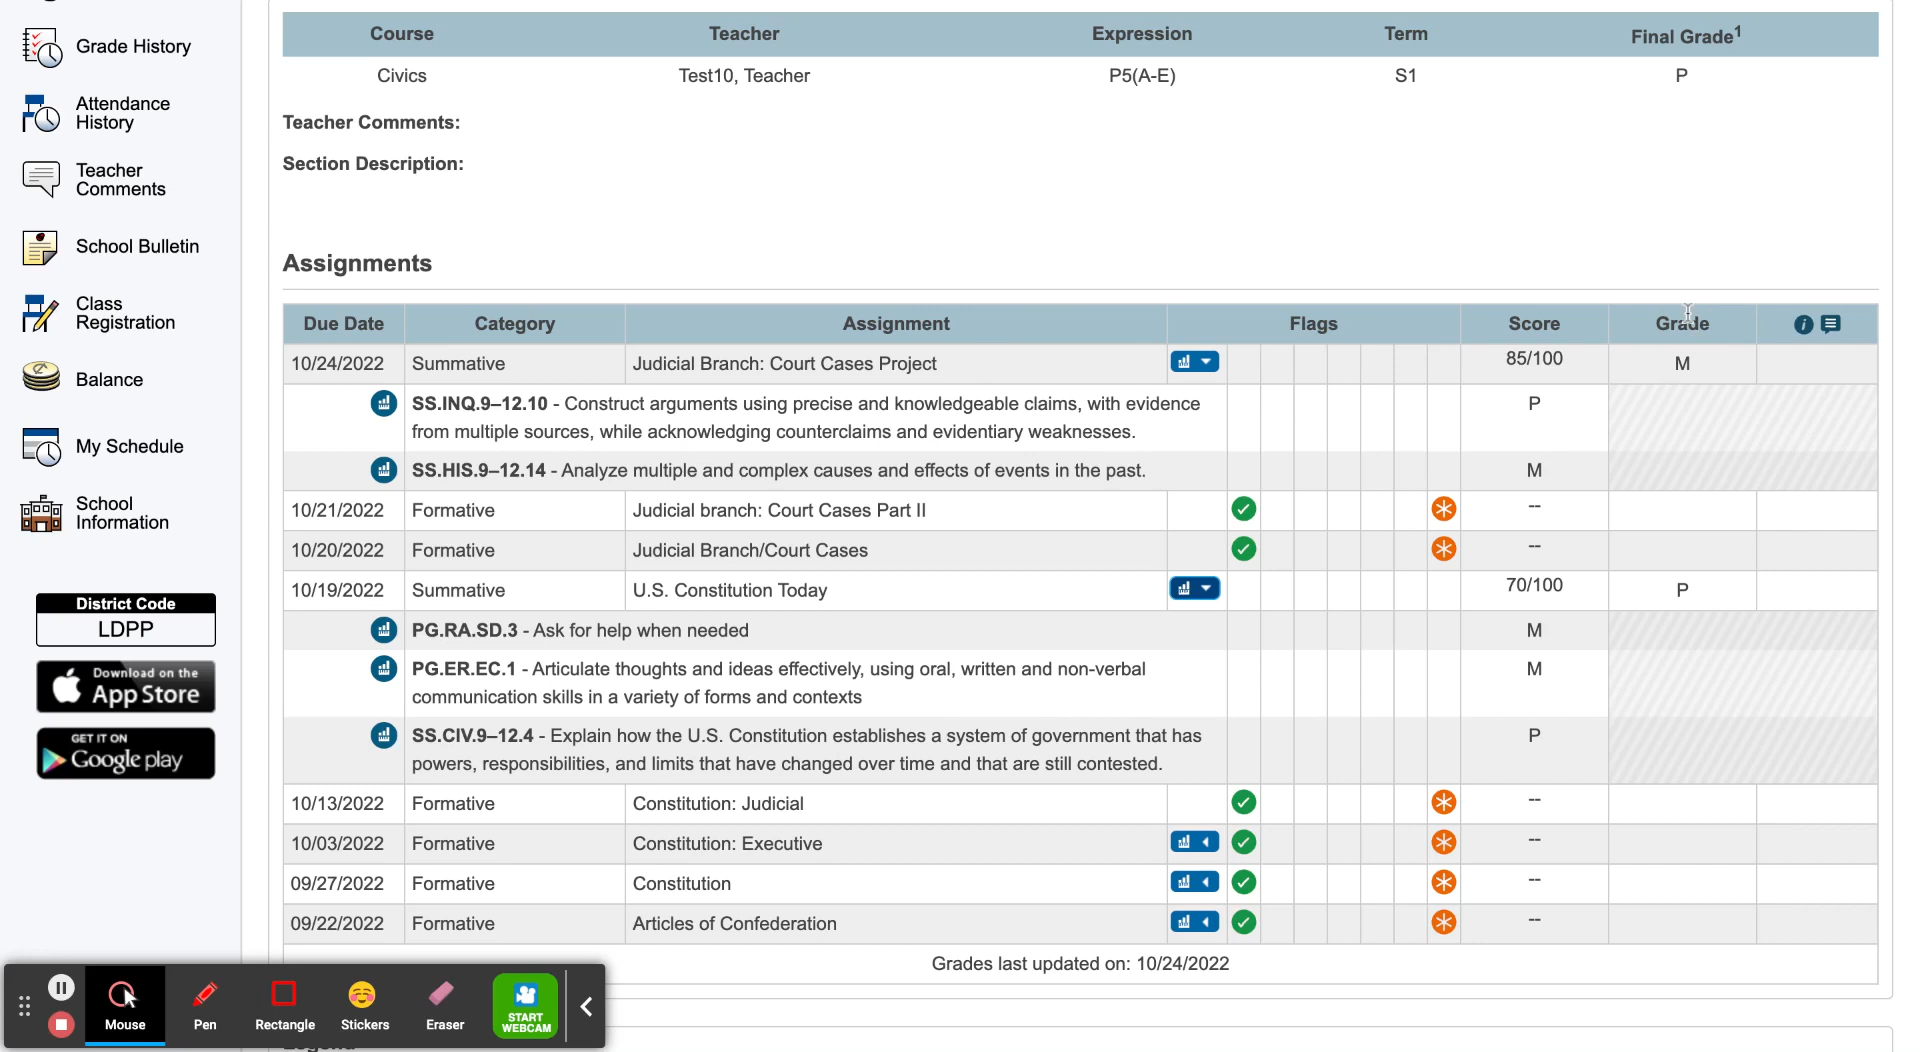 Grade History
Attendance
History
Teacher
Comments
School Bulletin
Class
Registration
Balance
My Schedule
School
Information
District Code
LDPP
Download on the
App Store
GET IT ON
Google play
Course Teacher Expression Term Final Grade1
Civics Test10, Teacher P5(A-E) S1 P
Teacher Comments:
Section Description:
Assignments
Due Date Category Assignment Flags Score Grade
10/24/2022 Summative Judicial Branch: Court Cases Project 85/100 M
SS.INQ.9–12.10 - Construct arguments using precise and knowledgeable claims, with evidence P
from multiple sources, while acknowledging counterclaims and evidentiary weaknesses.
SS.HIS.9–12.14 - Analyze multiple and complex causes and effects of events in the past. M
10/21/2022 Formative Judicial branch: Court Cases Part II --
10/20/2022 Formative Judicial Branch/Court Cases --
10/19/2022 Summative U.S. Constitution Today 70/100 P
PG.RA.SD.3 - Ask for help when needed M
PG.ER.EC.1 - Articulate thoughts and ideas effectively, using oral, written and non-verbal M
communication skills in a variety of forms and contexts
SS.CIV.9–12.4 - Explain how the U.S. Constitution establishes a system of government that has P
powers, responsibilities, and limits that have changed over time and that are still contested.
10/13/2022 Formative Constitution: Judicial --
10/03/2022 Formative Constitution: Executive --
09/27/2022 Formative Constitution --
09/22/2022 Formative Articles of Confederation --
Grades last updated on: 10/24/2022
Mouse Pen Rectangle Stickers Eraser START
WEBCAM